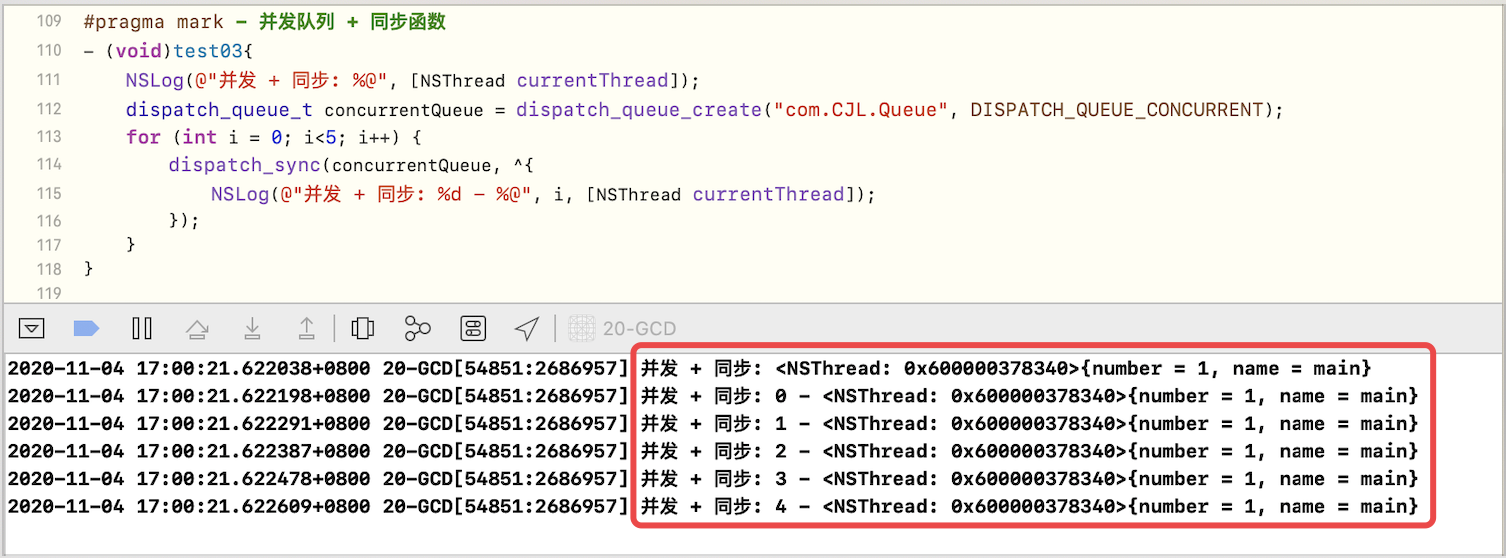 109 #pragma mark - 并发队列 + 同步函数
110 - (void)test03{
111 NSLog(@"并发 + 同步: %@", [NSThread currentThread]);
112 dispatch_queue_t concurrentQueue = dispatch_queue_create("com.CJL.Queue", DISPATCH_QUEUE_CONCURRENT);
113 for (int i = 0; i<5; i++) {
114 dispatch_sync(concurrentQueue, ^{
115 NSLog(@"并发 + 同步: %d - %@", i, [NSThread currentThread]);
116 });
117 }
118 }
119
20-GCD
2020-11-04 17:00:21.622038+0800 20-GCD[54851:2686957] 并发 + 同步: <NSThread: 0x600000378340>{number = 1, name = main}
2020-11-04 17:00:21.622198+0800 20-GCD[54851:2686957] 并发 + 同步: 0 - <NSThread: 0x600000378340>{number = 1, name = main}
2020-11-04 17:00:21.622291+0800 20-GCD[54851:2686957] 并发 + 同步: 1 - <NSThread: 0x600000378340>{number = 1, name = main}
2020-11-04 17:00:21.622387+0800 20-GCD[54851:2686957] 并发 + 同步: 2 - <NSThread: 0x600000378340>{number = 1, name = main}
2020-11-04 17:00:21.622478+0800 20-GCD[54851:2686957] 并发 + 同步: 3 - <NSThread: 0x600000378340>{number = 1, name = main}
2020-11-04 17:00:21.622609+0800 20-GCD[54851:2686957] 并发 + 同步: 4 - <NSThread: 0x600000378340>{number = 1, name = main}